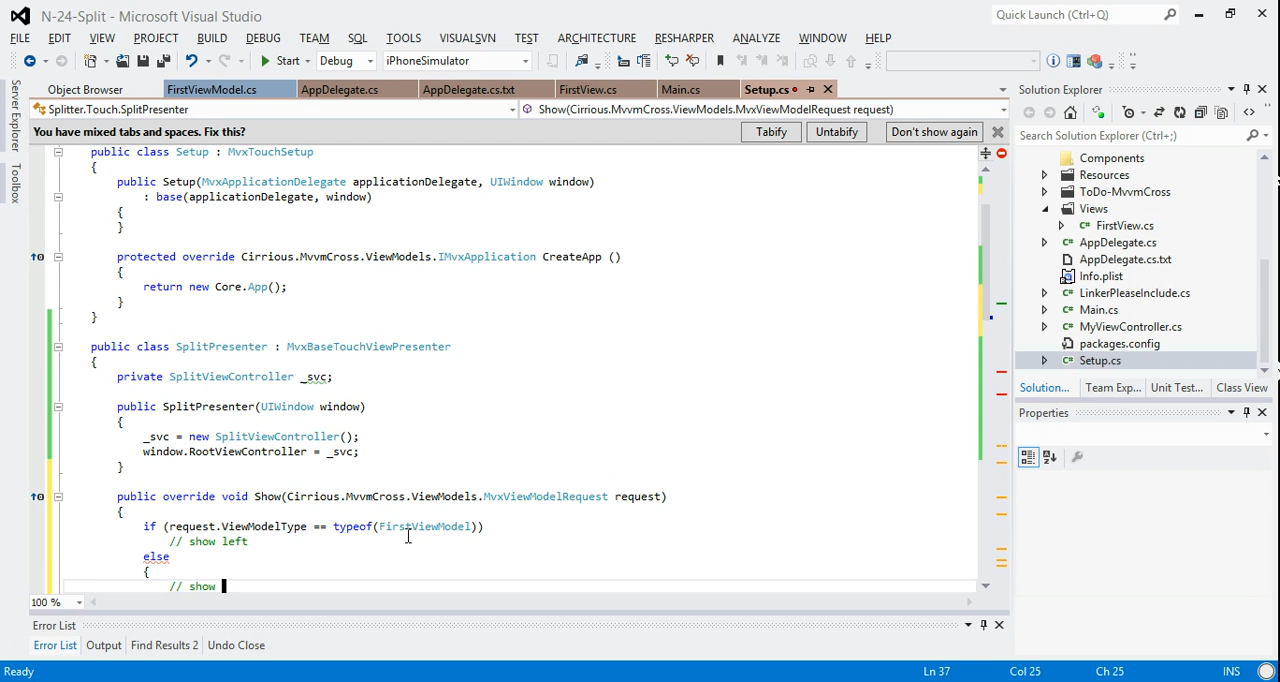 N-24-Split - Microsoft Visual Studio
Quick Launch (Ctrl+Q)
FILE EDIT VIEW PROJECT BUILD DEBUG TEAM SQL TOOLS VISUALSVN TEST ARCHITECTURE RESHARPER ANALYZE WINDOW HELP
Start Debug iPhoneSimulator
Server Explorer
Toolbox
Object Browser FirstViewModel.cs AppDelegate.cs AppDelegate.cs.txt FirstView.cs Main.cs Setup.cs
Splitter.Touch.SplitPresenter Show(Cirrious.MvvmCross.ViewModels.MvxViewModelRequest request)
You have mixed tabs and spaces. Fix this? Tabify Untabify Don't show again
public class Setup : MvxTouchSetup
{
public Setup(MvxApplicationDelegate applicationDelegate, UIWindow window)
: base(applicationDelegate, window)
{
}
protected override Cirrious.MvvmCross.ViewModels.IMvxApplication CreateApp ()
{
return new Core.App();
}
}
public class SplitPresenter : MvxBaseTouchViewPresenter
{
private SplitViewController _svc;
public SplitPresenter(UIWindow window)
{
_svc = new SplitViewController();
window.RootViewController = _svc;
}
public override void Show(Cirrious.MvvmCross.ViewModels.MvxViewModelRequest request)
{
if (request.ViewModelType == typeof(FirstViewModel))
// show left
else
{
// show
100 %
Error List
Error List Output Find Results 2 Undo Close
Solution Explorer
Search Solution Explorer (Ctrl+;)
Components
Resources
ToDo-MvvmCross
Views
FirstView.cs
AppDelegate.cs
AppDelegate.cs.txt
Info.plist
LinkerPleaseInclude.cs
Main.cs
MyViewController.cs
packages.config
Setup.cs
Solution... Team Exp... Unit Test... Class View
Properties
Ready Ln 37 Col 25 Ch 25 INS